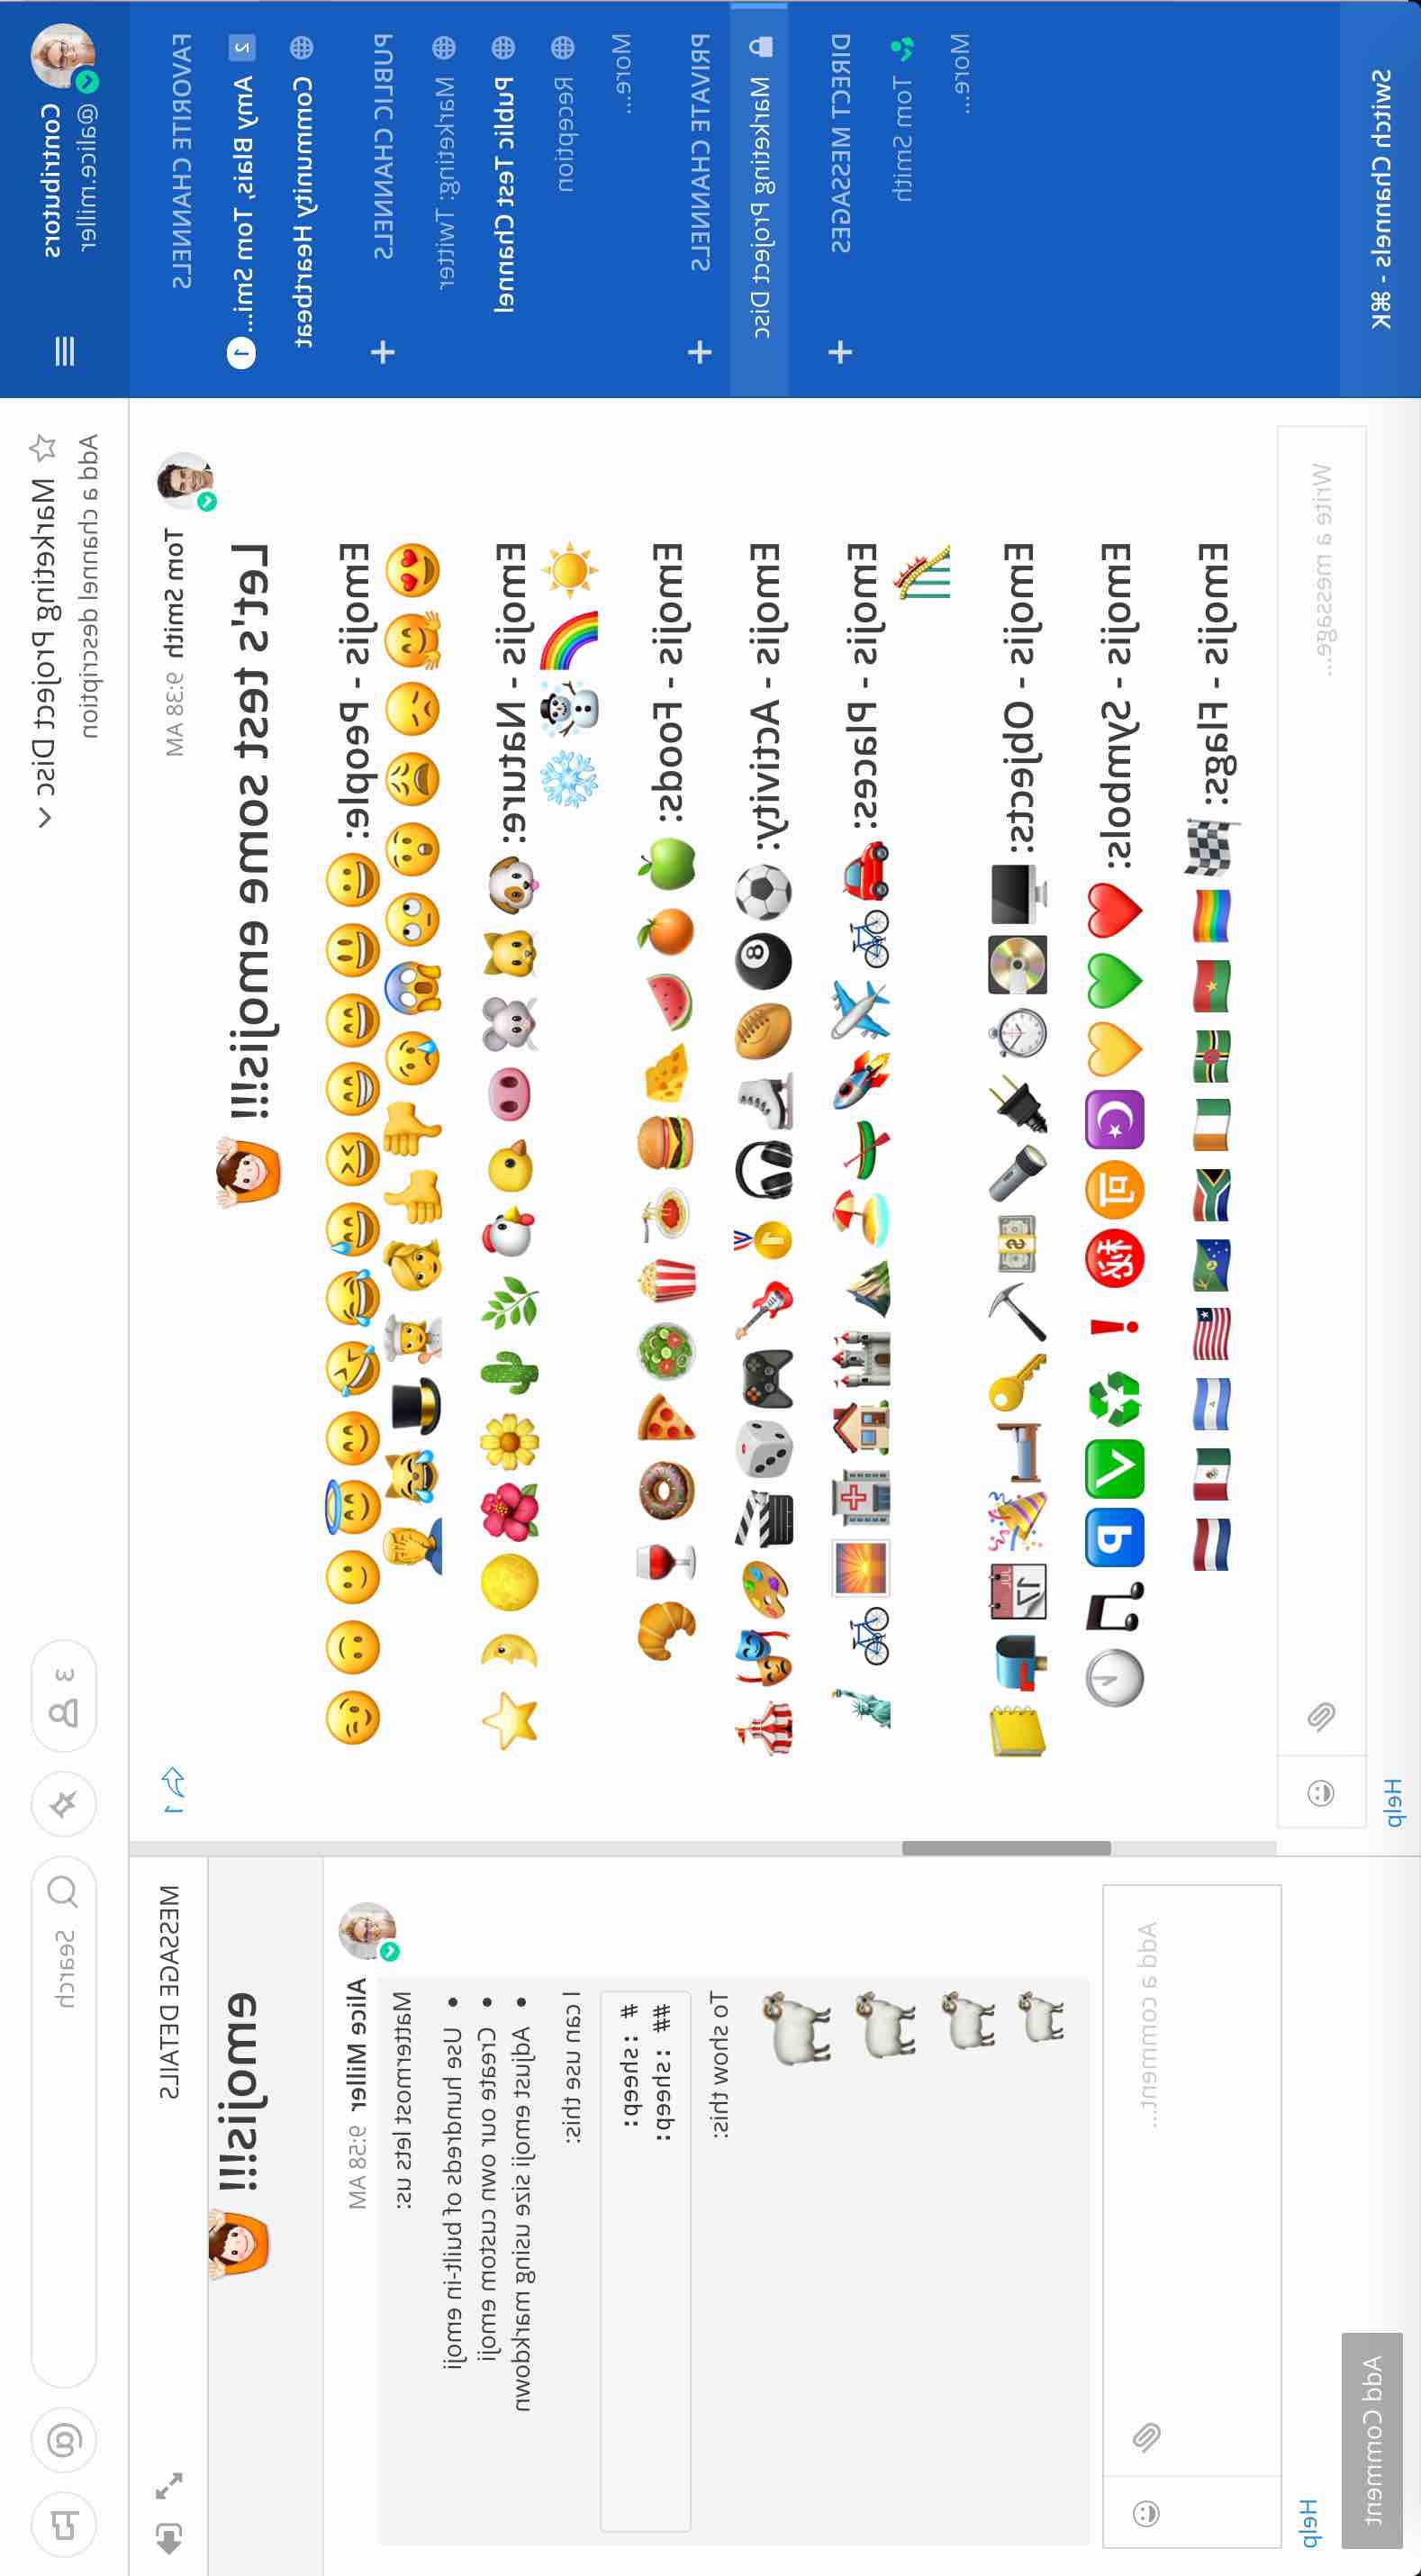 Contributors
@alice.miller
FAVORITE CHANNELS
2 Amy Blais, Tom Smi... 1
Community Heartbeat
PUBLIC CHANNELS
Marketing: Twitter
Public Test Channel
Reception
More...
PRIVATE CHANNELS
Marketing Project Disc
DIRECT MESSAGES
Tom Smith
More...
Switch Channels - ⌘K
Marketing Project Disc
Add a channel description
3
Search
@
Tom Smith 9:38 AM
1
Let's test some emojis!!!
Emojis - People:
Emojis - Nature:
Emojis - Foods:
Emojis - Activity:
Emojis - Places:
Emojis - Objects:
Emojis - Symbols:
Emojis - Flags:
Write a message...
Help
MESSAGE DETAILS
emojis!!!
Alice Miller 9:58 AM
Mattermost lets us:
• Use hundreds of built-in emoji
• Create our own custom emoji
• Adjust emoji size using markdown
I can use this:
# :sheep:
## :sheep:
To show this:
Add a comment...
Help
Add Comment